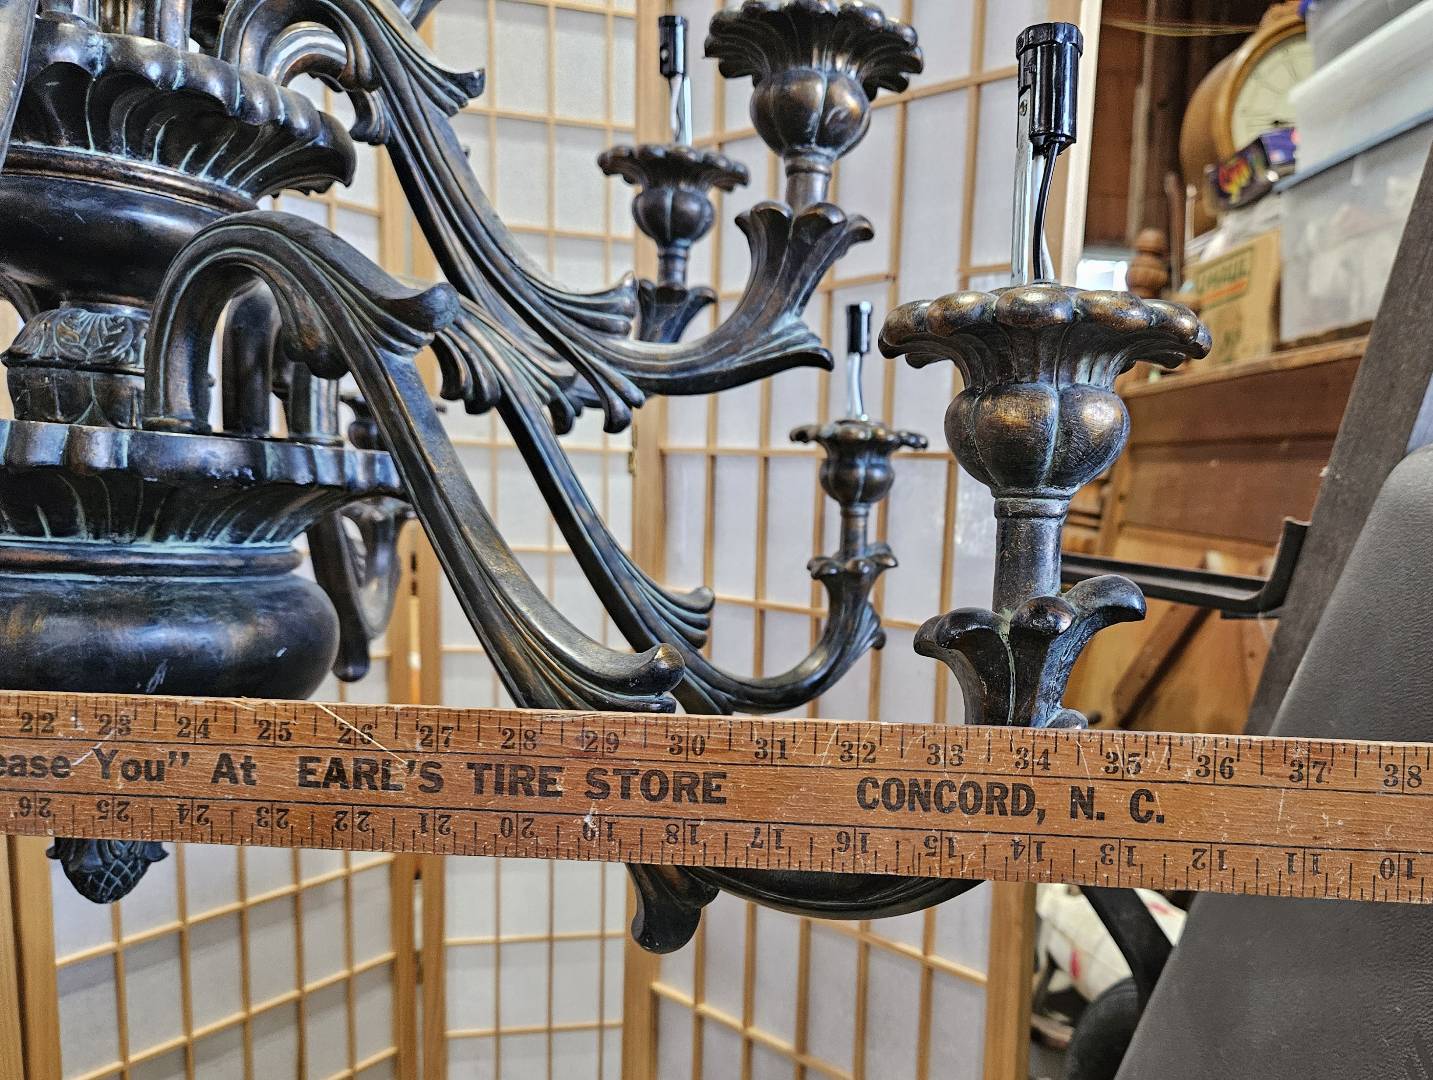 22 23 24 25 26 27 28 29 30 31 32 33 34 35 36 37 38
ease You" At EARL'S TIRE STORE CONCORD, N. C.
26 25 24 23 22 21 20 19 18 17 16 15 14 13 12 11 10